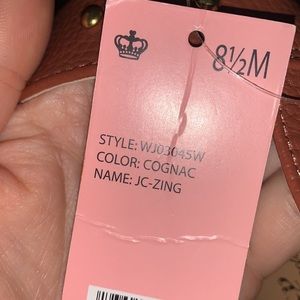 8½M
STYLE: WJ03045W
COLOR: COGNAC
NAME: JC-ZING